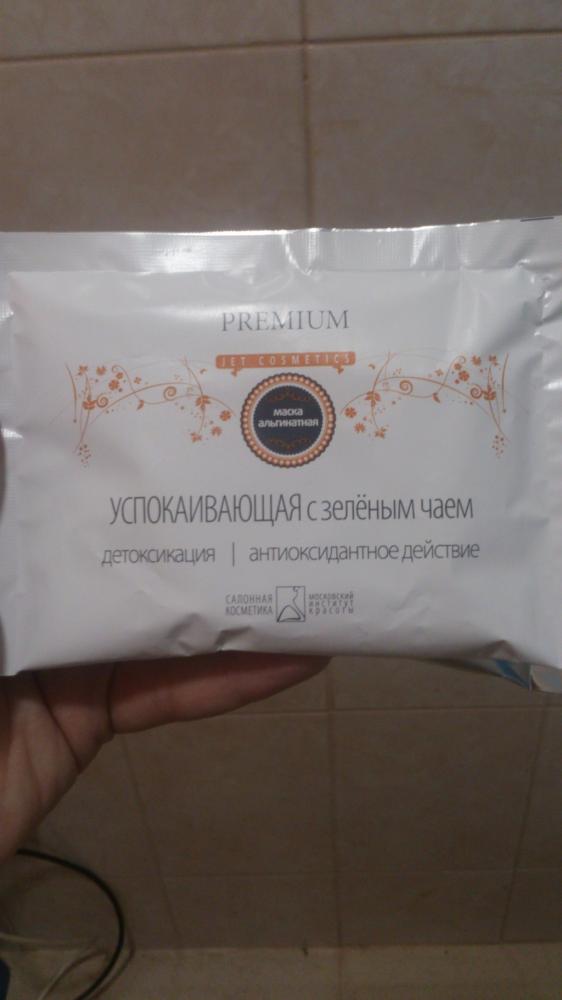 PREMIUM
JET COSMETICS
маска
альгинатная
УСПОКАИВАЮЩАЯ с зелёным чаем
детоксикация | антиоксидантное действие
САЛОННАЯ
КОСМЕТИКА
МОСКОВСКИЙ
ИНСТИТУТ
КРАСОТЫ